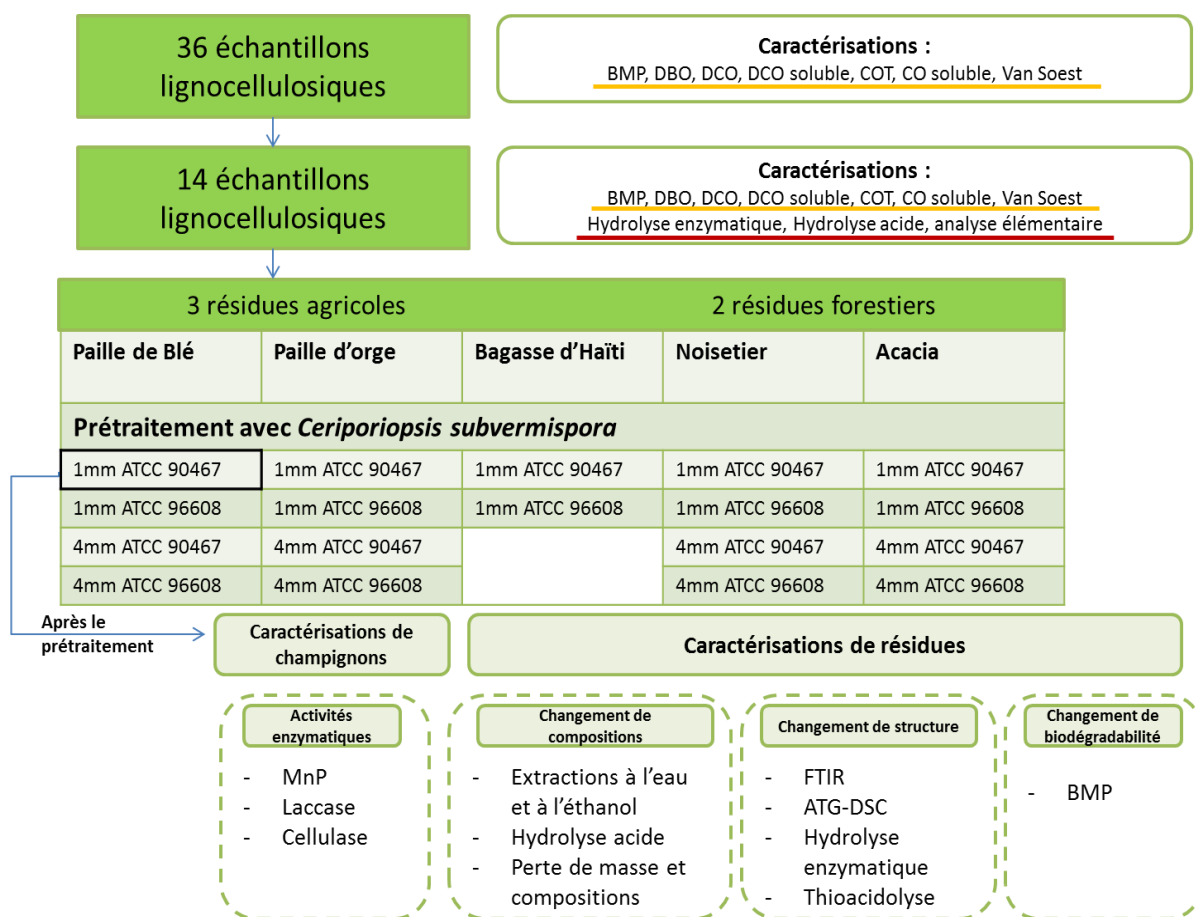 36 échantillons
lignocellulosiques
Caractérisations :
BMP, DBO, DCO, DCO soluble, COT, CO soluble, Van Soest
14 échantillons
lignocellulosiques
Caractérisations :
BMP, DBO, DCO, DCO soluble, COT, CO soluble, Van Soest
Hydrolyse enzymatique, Hydrolyse acide, analyse élémentaire
3 résidues agricoles
2 résidues forestiers
Paille de Blé
Paille d'orge
Bagasse d'Haïti
Noisetier
Acacia
Prétraitement avec Ceriporiopsis subvermispora
1mm ATCC 90467
1mm ATCC 90467
1mm ATCC 90467
1mm ATCC 90467
1mm ATCC 90467
1mm ATCC 96608
1mm ATCC 96608
1mm ATCC 96608
1mm ATCC 96608
1mm ATCC 96608
4mm ATCC 90467
4mm ATCC 90467
4mm ATCC 90467
4mm ATCC 90467
4mm ATCC 96608
4mm ATCC 96608
4mm ATCC 96608
4mm ATCC 96608
Après le
prétraitement
Caractérisations de
champignons
Caractérisations de résidues
Activités
enzymatiques
- MnP
- Laccase
- Cellulase
Changement de
compositions
- Extractions à l'eau
et à l'éthanol
- Hydrolyse acide
- Perte de masse et
compositions
Changement de structure
- FTIR
- ATG-DSC
- Hydrolyse
enzymatique
- Thioacidolyse
Changement de
biodégradabilité
- BMP